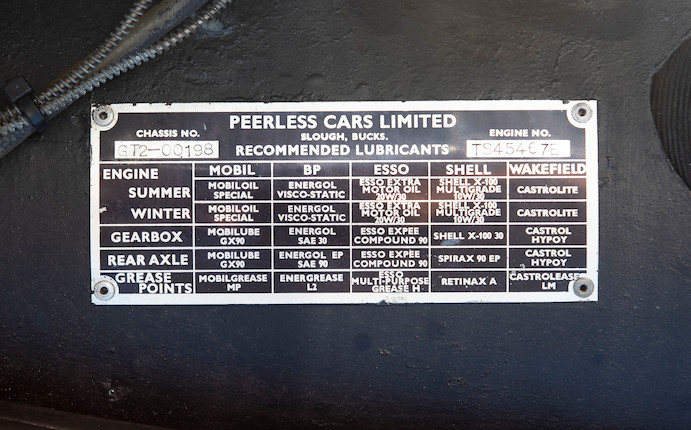 PEERLESS CARS LIMITED
SLOUGH, BUCKS.
CHASSIS NO. ENGINE NO.
GT2-00198 RECOMMENDED LUBRICANTS
MOBIL BP ESSO SHELL WAKEFIELD
ENGINE
SUMMER MOBILOIL SPECIAL ENERGOL VISCO-STATIC ESSO EXTRA MOTOR OIL 20W/30 SHELL X-100 MULTIGRADE 10W/30 CASTROLITE
WINTER MOBILOIL SPECIAL ENERGOL VISCO-STATIC ESSO EXTRA MOTOR OIL 20W/30 SHELL X-100 MULTIGRADE 10W/30 CASTROLITE
GEARBOX MOBILUBE GX90 ENERGOL SAE 30 ESSO EXPEE COMPOUND 90 SHELL X-100 30 CASTROL HYPOY
REAR AXLE MOBILUBE GX90 ENERGOL EP SAE 90 ESSO EXPEE COMPOUND 90 SPIRAX 90 EP CASTROL HYPOY
GREASE POINTS MOBILGREASE MP ENERGREASE L2 ESSO MULTI-PURPOSE GREASE H RETINAX A CASTROLEASE LM